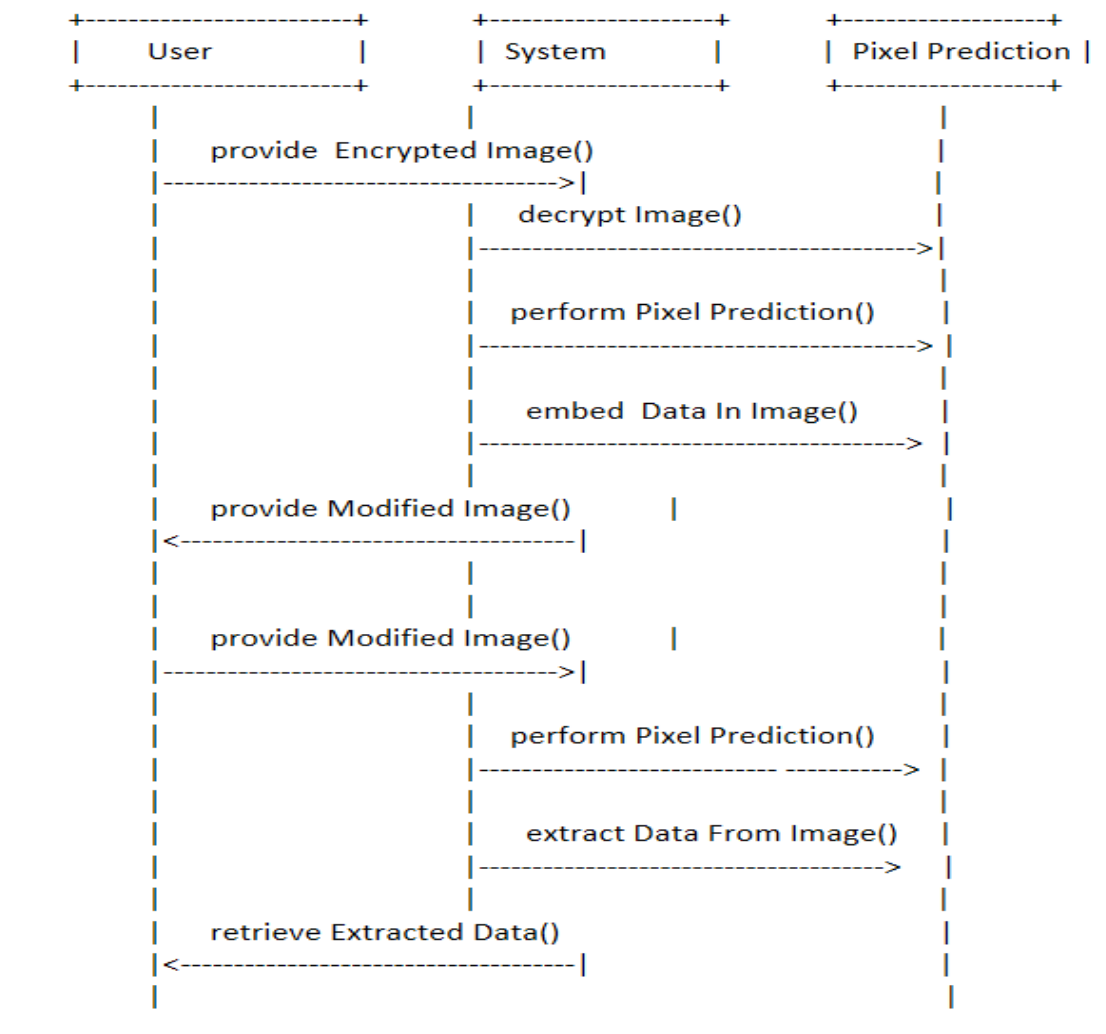 User System Pixel Prediction
provide Encrypted Image()
decrypt Image()
perform Pixel Prediction()
embed Data In Image()
provide Modified Image()
provide Modified Image()
perform Pixel Prediction()
extract Data From Image()
retrieve Extracted Data()